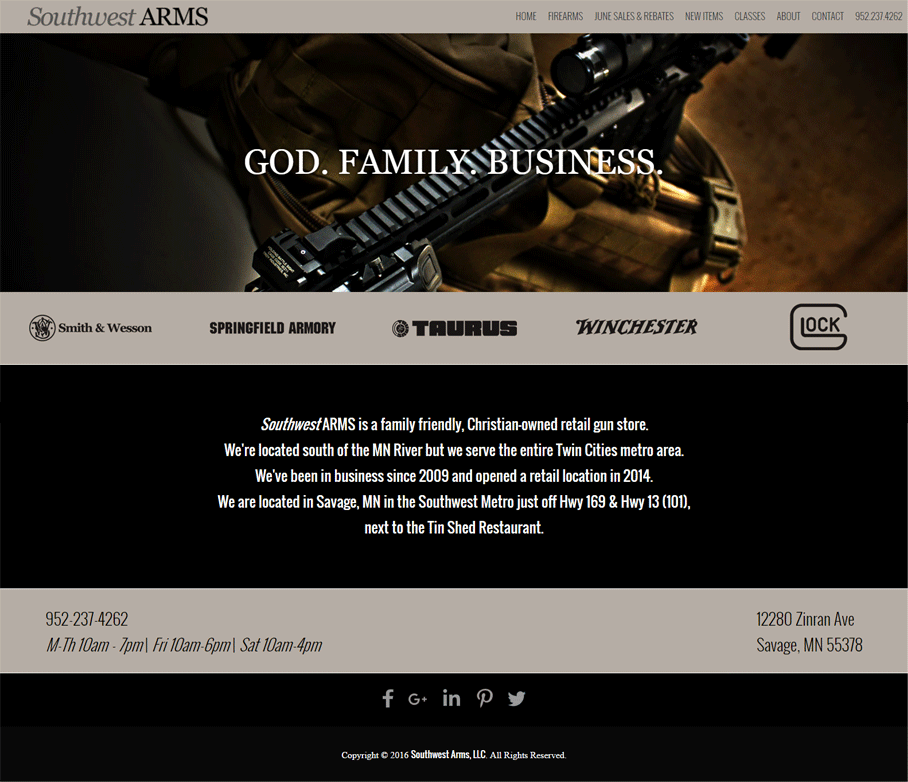 Southwest ARMS
HOME FIREARMS JUNE SALES & REBATES NEW ITEMS CLASSES ABOUT CONTACT 952.237.4262
GOD. FAMILY. BUSINESS.
Smith & Wesson
SPRINGFIELD ARMORY
TAURUS
WINCHESTER
GLOCK
Southwest ARMS is a family friendly, Christian-owned retail gun store.
We're located south of the MN River but we serve the entire Twin Cities metro area.
We've been in business since 2009 and opened a retail location in 2014.
We are located in Savage, MN in the Southwest Metro just off Hwy 169 & Hwy 13 (101),
next to the Tin Shed Restaurant.
952-237-4262
M-Th 10am - 7pm| Fri 10am-6pm| Sat 10am-4pm
12280 Zinran Ave
Savage, MN 55378
Copyright © 2016 Southwest Arms, LLC. All Rights Reserved.